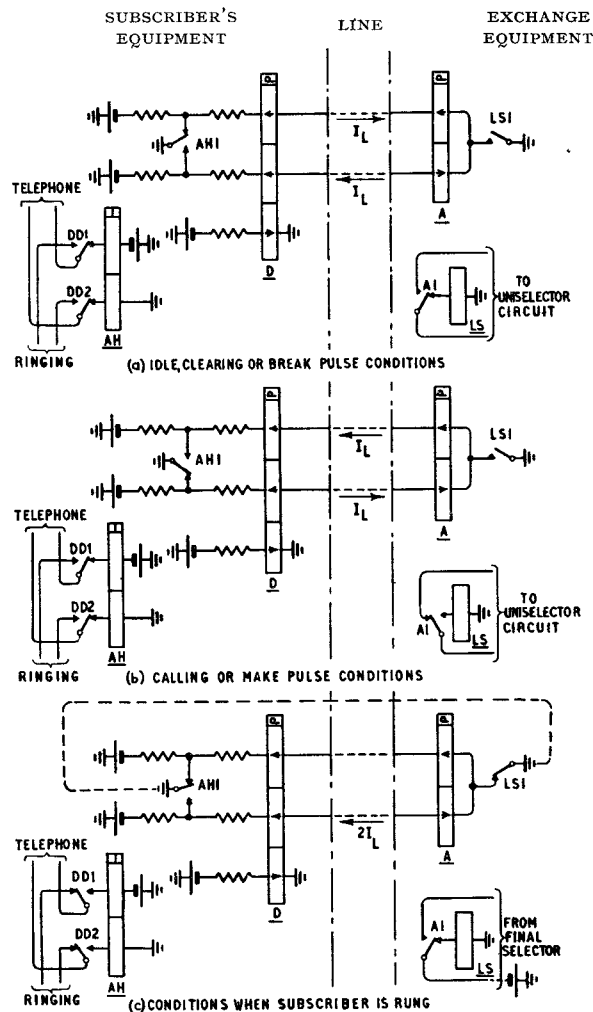 SUBSCRIBER'S EQUIPMENT
LINE
EXCHANGE EQUIPMENT
P
P
AH1
I_L
I_L
LS1
TELEPHONE
DD1
DD2
I
D
A
A1
LS
TO UNISELECTOR CIRCUIT
AH
RINGING
(a) IDLE, CLEARING OR BREAK PULSE CONDITIONS
P
P
AH1
I_L
I_L
LS1
TELEPHONE
DD1
DD2
I
D
A
A1
LS
TO UNISELECTOR CIRCUIT
AH
RINGING
(b) CALLING OR MAKE PULSE CONDITIONS
P
P
AH1
2I_L
LS1
TELEPHONE
DD1
DD2
I
D
A
A1
LS
FROM FINAL SELECTOR
AH
RINGING
(c) CONDITIONS WHEN SUBSCRIBER IS RUNG